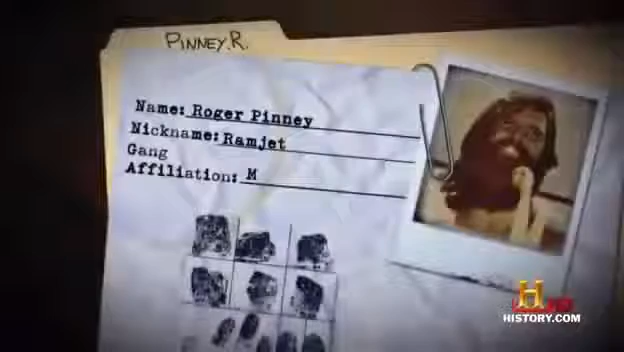 PINNEY.R.
Name: Roger Pinney
Nickname: Ramjet
Gang
Affiliation: M
H
HISTORY.COM